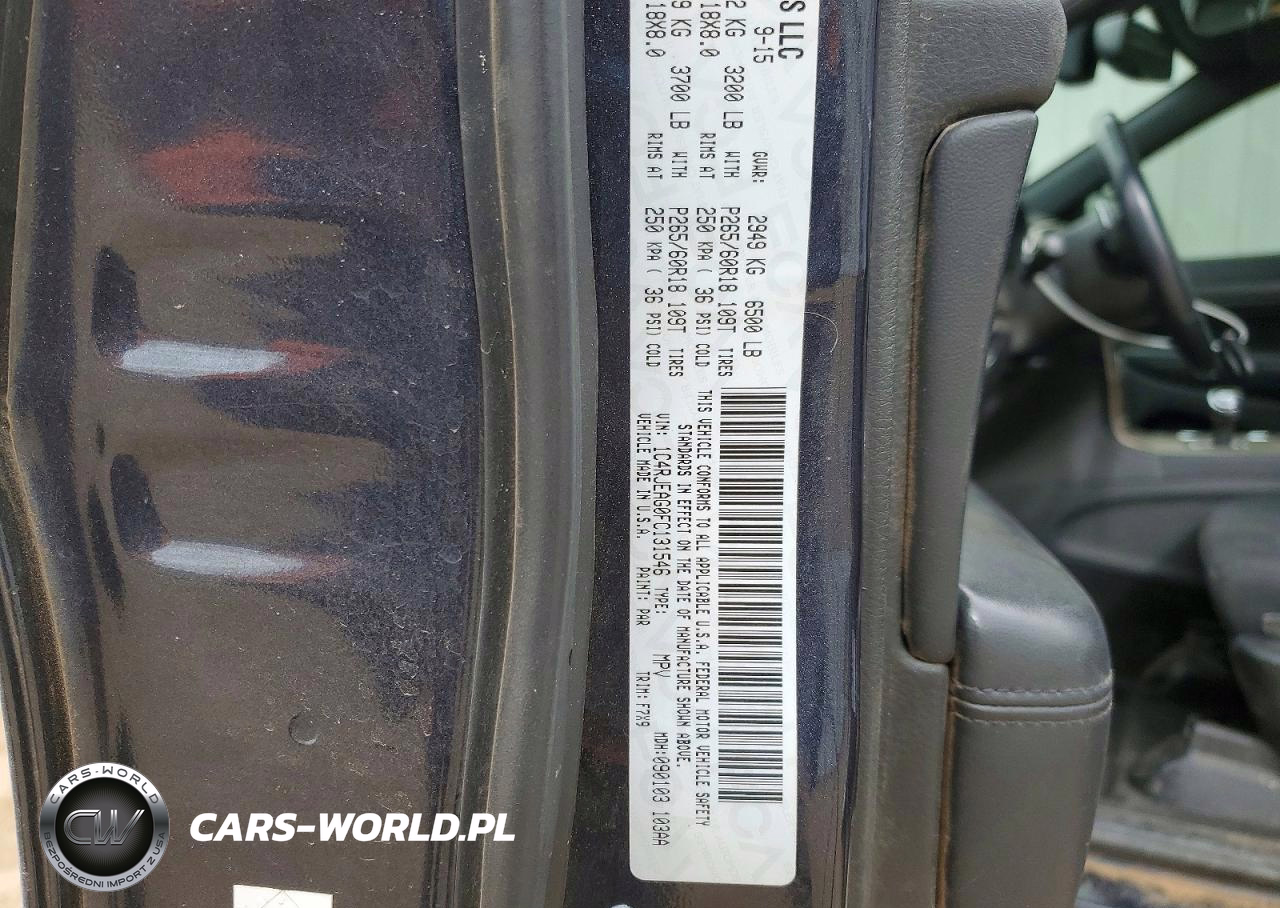 S LLC
9-15
GVWR: 2949 KG 6500 LB
2 KG 3200 LB WITH P265/60R18 109T TIRES
18X8.0 RIMS AT 250 KPA ( 36 PSI) COLD
9 KG 3700 LB WITH P265/60R18 109T TIRES
18X8.0 RIMS AT 250 KPA ( 36 PSI) COLD
THIS VEHICLE CONFORMS TO ALL APPLICABLE U.S.A. FEDERAL MOTOR VEHICLE SAFETY
STANDARDS IN EFFECT ON THE DATE OF MANUFACTURE SHOWN ABOVE.
VIN: 1C4RJEAG0FC131546 TYPE: MPV MDH:090103 103AA
VEHICLE MADE IN U.S.A. PAINT: PAR TRIM: F7X9
CARS-WORLD
CW
BEZPOŚREDNI IMPORT Z USA
CARS-WORLD.PL